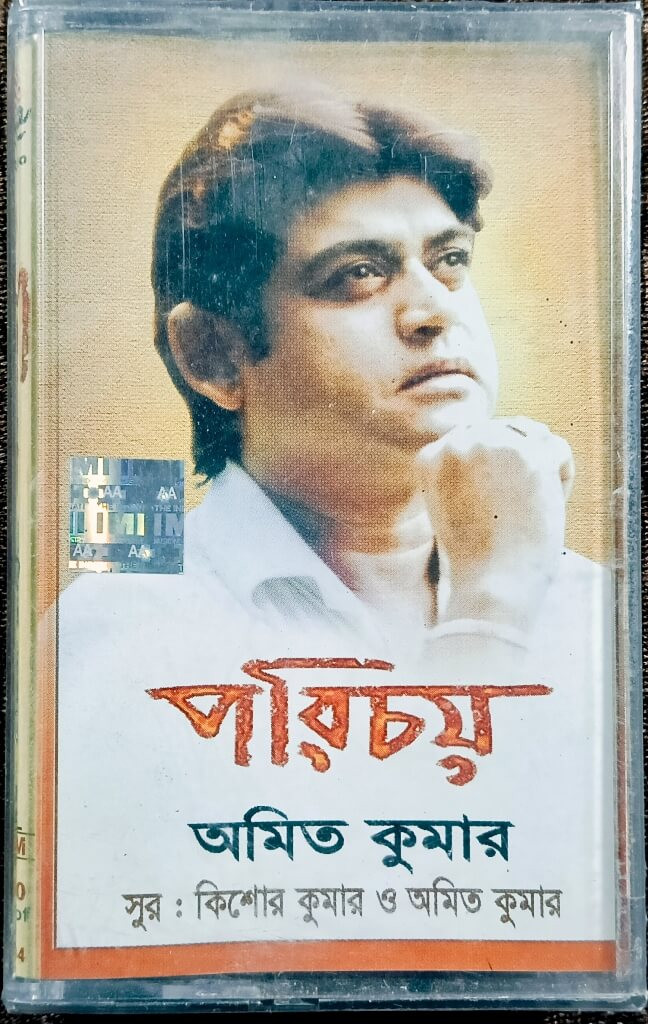 পরিচয়
অমিত কুমার
সুর : কিশোর কুমার ও অমিত কুমার